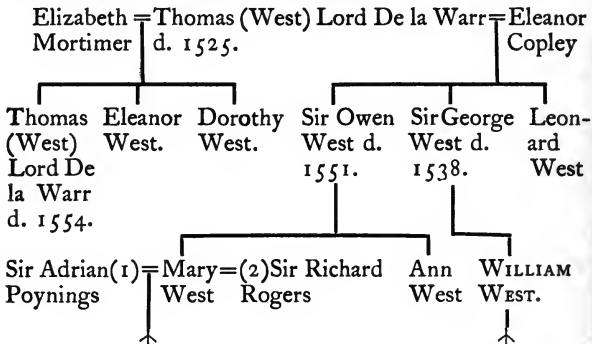 Elizabeth = Thomas (West) Lord De la Warr = Eleanor
Mortimer d. 1525. Copley
Thomas Eleanor Dorothy Sir Owen Sir George Leon-
(West) West. West. West d. West d. ard
Lord De 1551. 1538. West
la Warr
d. 1554.
Sir Adrian(1)=Mary=(2)Sir Richard Ann WILLIAM
Poynings West Rogers West WEST.